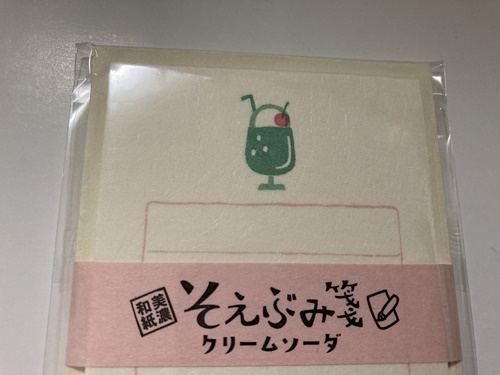 美濃和紙
そえぶみ箋
クリームソーダ